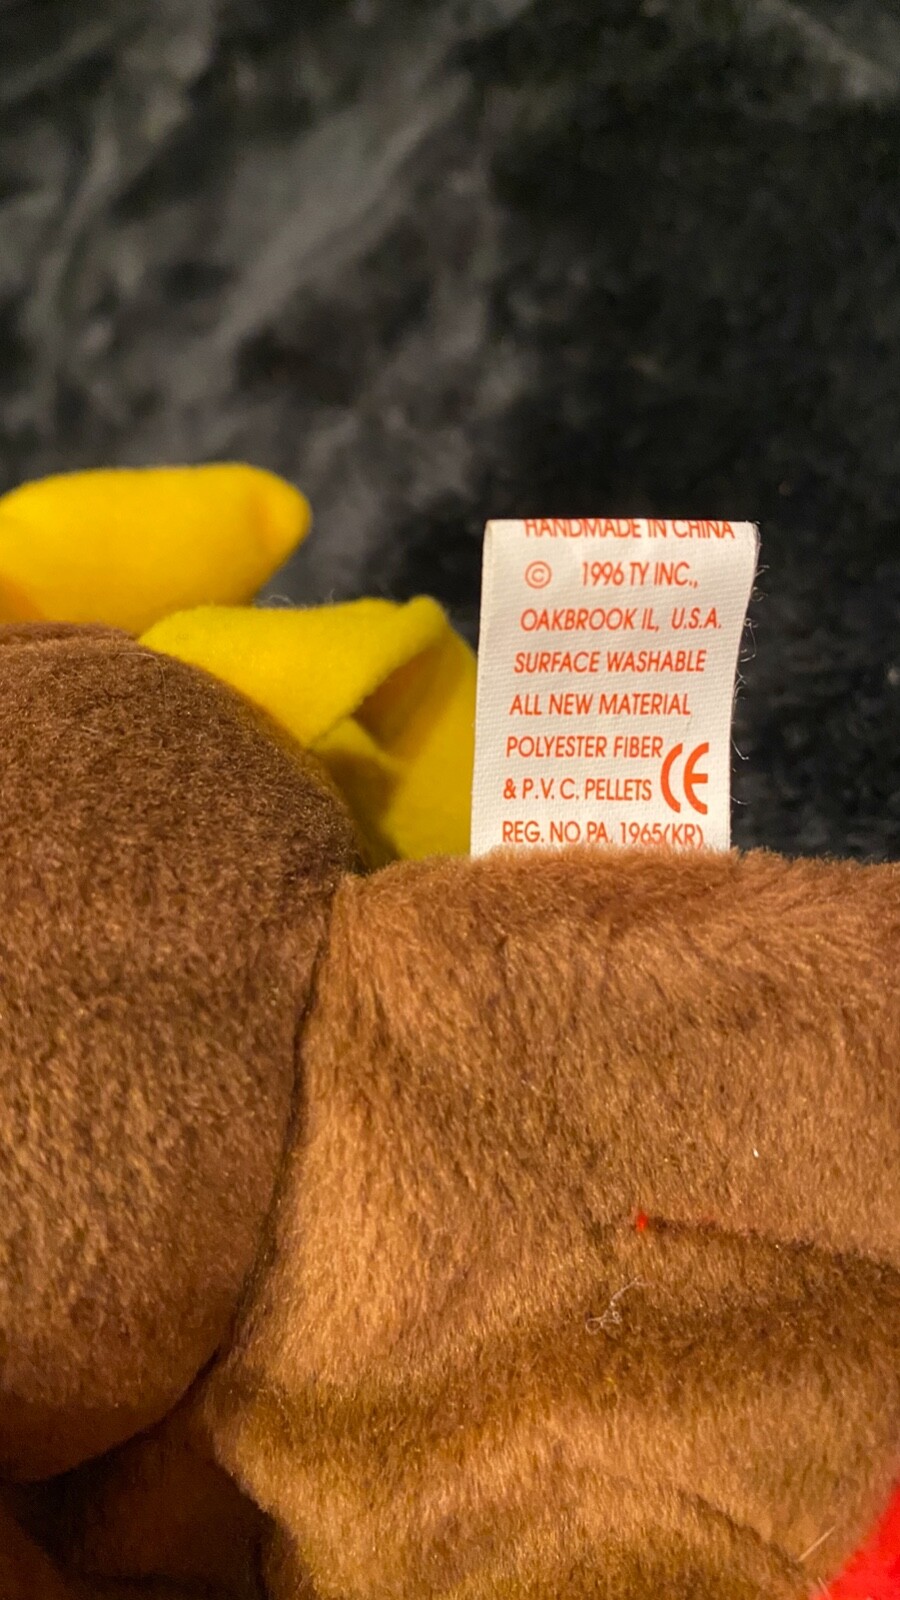 HANDMADE IN CHINA
© 1996 TY INC.,
OAKBROOK IL, U.S.A.
SURFACE WASHABLE
ALL NEW MATERIAL
POLYESTER FIBER
& P.V.C. PELLETS CE
REG. NO PA. 1965(KR)